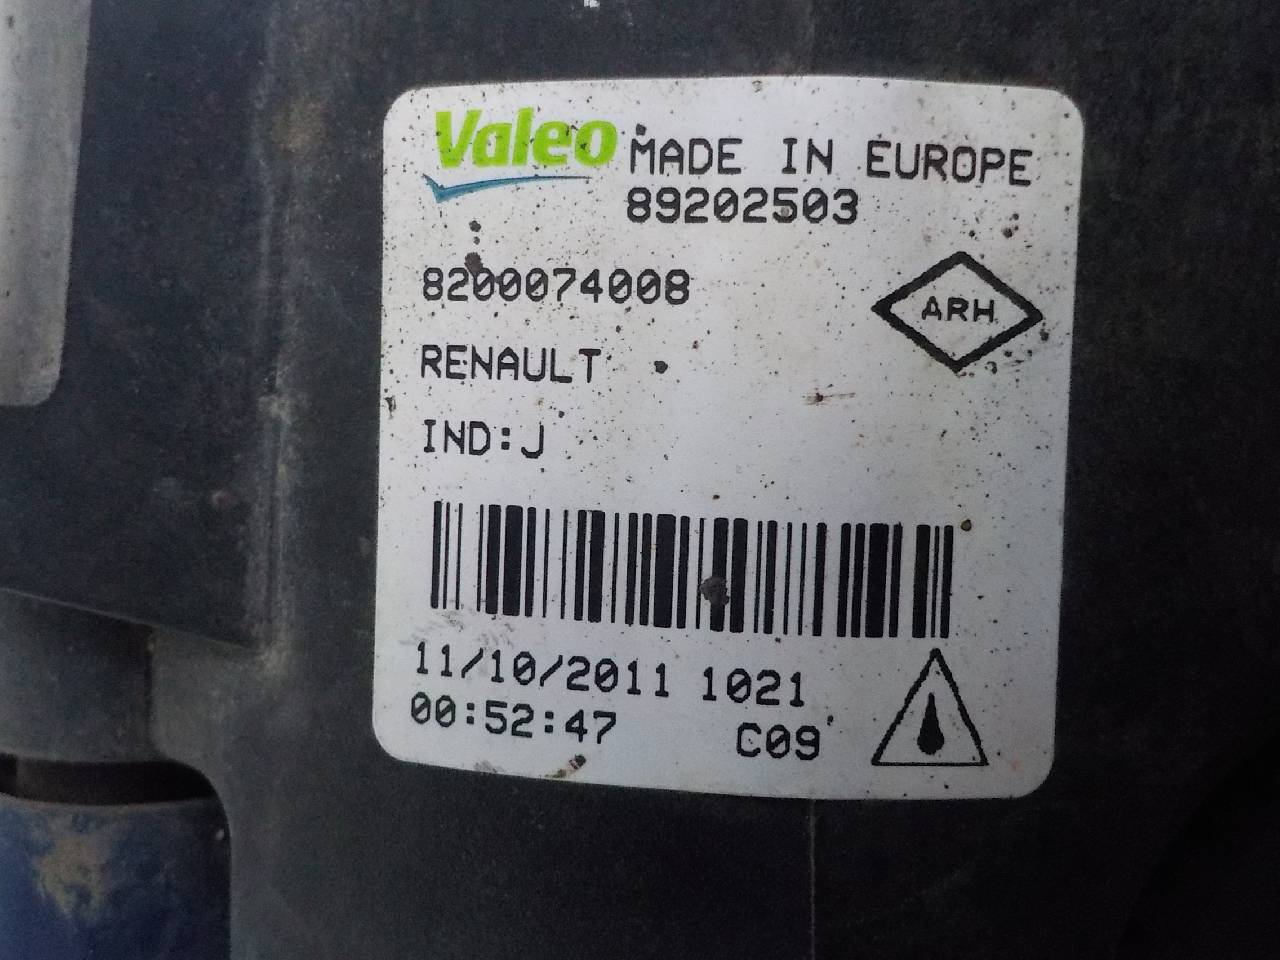 Valeo MADE IN EUROPE
89202503
8200074008
ARH
RENAULT
IND:J
11/10/2011 1021
00:52:47 C09